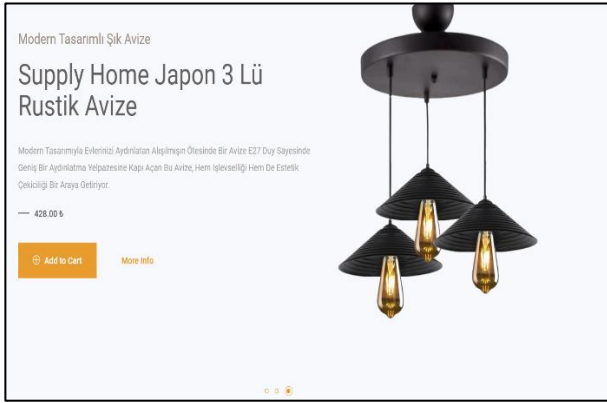 Modern Tasarımlı Şık Avize
Supply Home Japon 3 Lü
Rustik Avize
Modern Tasarımıyla Evlerinizi Aydınlatan Alışılmışın Ötesinde Bir Avize E27 Duy Sayesinde
Geniş Bir Aydınlatma Yelpazesine Kapı Açan Bu Avize, Hem İşlevselliği Hem De Estetik
Çekiciliği Bir Araya Getiriyor.
428.00 ₺
Add to Cart
More Info